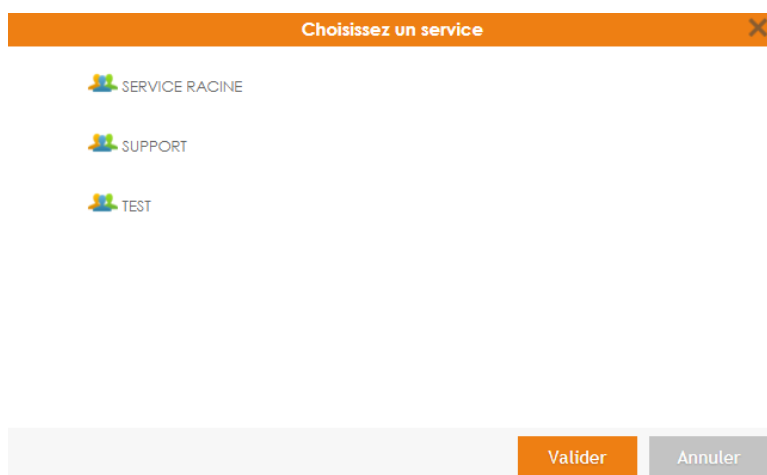 Choisissez un service
SERVICE RACINE
SUPPORT
TEST
Valider Annuler